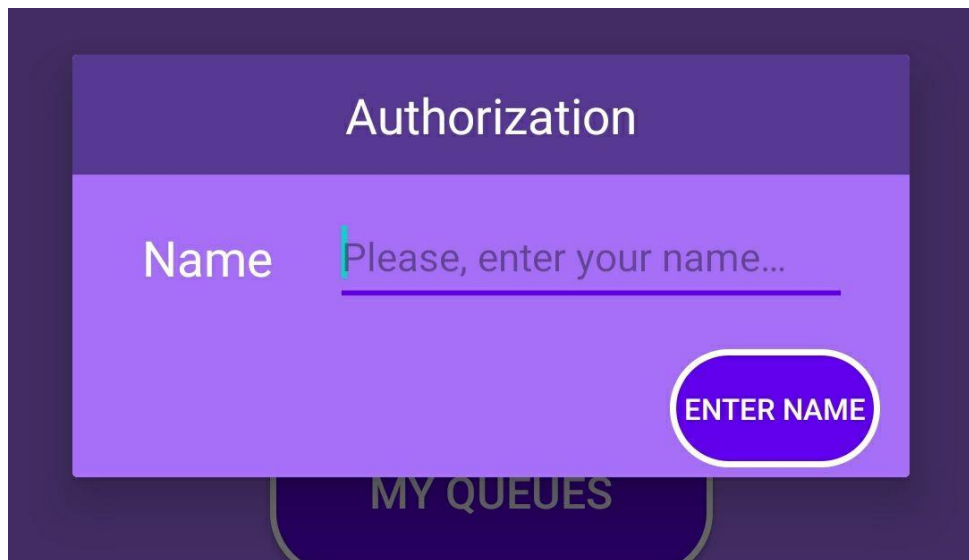 Authorization
Name
Please, enter your name...
ENTER NAME
MY QUEUES